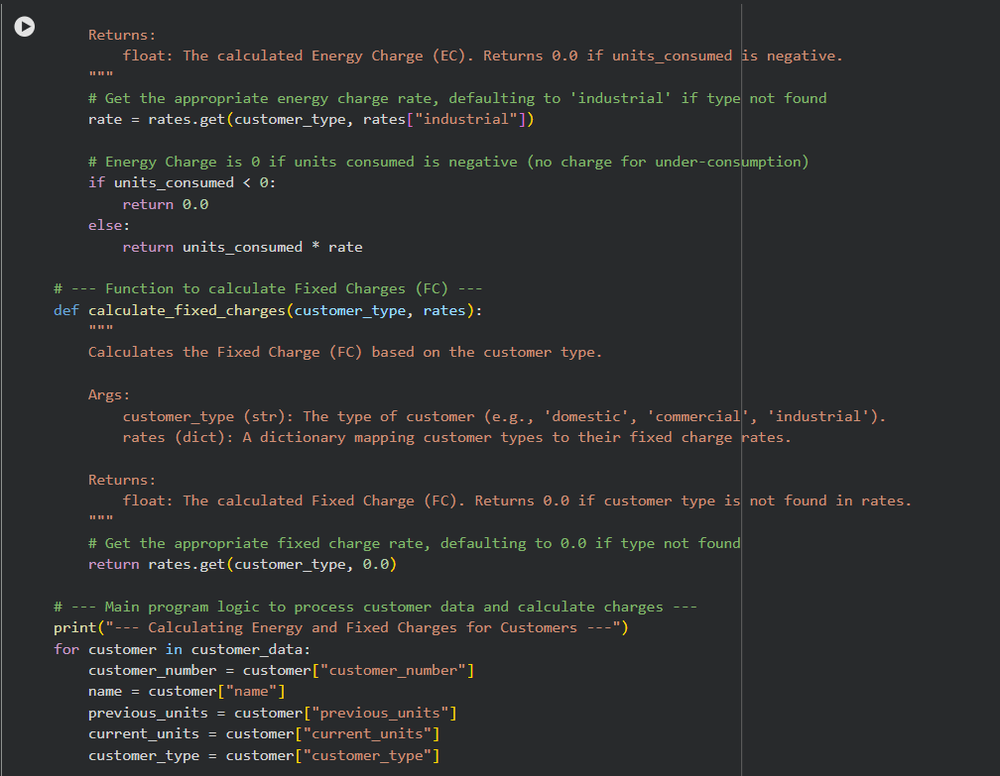 Returns:
        float: The calculated Energy Charge (EC). Returns 0.0 if units_consumed is negative.
    """
    # Get the appropriate energy charge rate, defaulting to 'industrial' if type not found
    rate = rates.get(customer_type, rates["industrial"])

    # Energy Charge is 0 if units consumed is negative (no charge for under-consumption)
    if units_consumed < 0:
        return 0.0
    else:
        return units_consumed * rate

# --- Function to calculate Fixed Charges (FC) ---
def calculate_fixed_charges(customer_type, rates):
    """
    Calculates the Fixed Charge (FC) based on the customer type.

    Args:
        customer_type (str): The type of customer (e.g., 'domestic', 'commercial', 'industrial').
        rates (dict): A dictionary mapping customer types to their fixed charge rates.

    Returns:
        float: The calculated Fixed Charge (FC). Returns 0.0 if customer type is not found in rates.
    """
    # Get the appropriate fixed charge rate, defaulting to 0.0 if type not found
    return rates.get(customer_type, 0.0)

# --- Main program logic to process customer data and calculate charges ---
print("--- Calculating Energy and Fixed Charges for Customers ---")
for customer in customer_data:
    customer_number = customer["customer_number"]
    name = customer["name"]
    previous_units = customer["previous_units"]
    current_units = customer["current_units"]
    customer_type = customer["customer_type"]